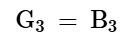 G₃ = B₃